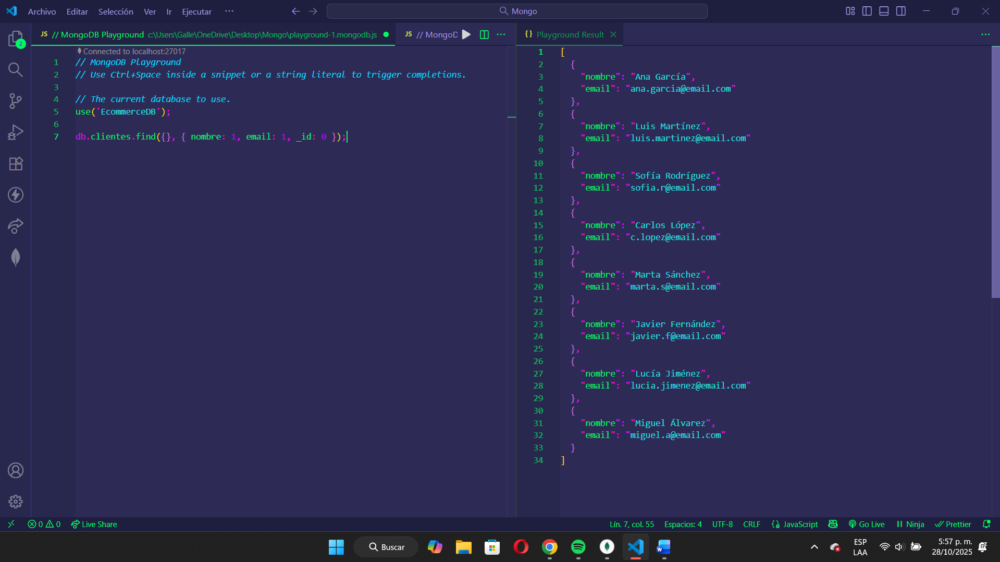 Archivo Editar Selección Ver Ir Ejecutar ···
Mongo
2
JS // MongoDB Playground c:\Users\Galle\OneDrive\Desktop\Mongo\playground-1.mongodb.js
JS // MongoD
{} Playground Result
Connected to localhost:27017
1 // MongoDB Playground
2 // Use Ctrl+Space inside a snippet or a string literal to trigger completions.
3
4 // The current database to use.
5 use('EcommerceDB');
6
7 db.clientes.find({}, { nombre: 1, email: 1, _id: 0 });
1 [
2 {
3 "nombre": "Ana García",
4 "email": "ana.garcia@email.com"
5 },
6 {
7 "nombre": "Luis Martínez",
8 "email": "luis.martinez@email.com"
9 },
10 {
11 "nombre": "Sofía Rodríguez",
12 "email": "sofia.r@email.com"
13 },
14 {
15 "nombre": "Carlos López",
16 "email": "c.lopez@email.com"
17 },
18 {
19 "nombre": "Marta Sánchez",
20 "email": "marta.s@email.com"
21 },
22 {
23 "nombre": "Javier Fernández",
24 "email": "javier.f@email.com"
25 },
26 {
27 "nombre": "Lucía Jiménez",
28 "email": "lucia.jimenez@email.com"
29 },
30 {
31 "nombre": "Miguel Álvarez",
32 "email": "miguel.a@email.com"
33 }
34 ]
0 0 Live Share
Lín. 7, col. 55 Espacios: 4 UTF-8 CRLF {} JavaScript Go Live Ninja Prettier
Buscar
ESP
LAA
5:57 p. m.
28/10/2025